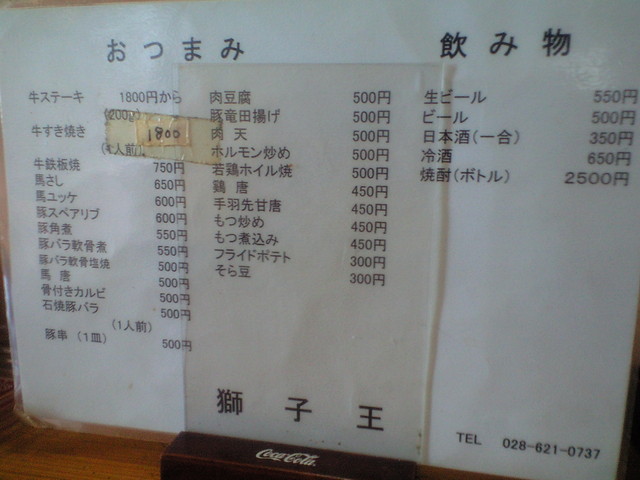 おつまみ
牛ステーキ 1800円から
(200g)
牛すき焼き 1800
(1人前)
牛鉄板焼 750円
馬さし 650円
馬ユッケ 600円
豚スペアリブ 600円
豚角煮 550円
豚バラ軟骨煮 550円
豚バラ軟骨塩焼 500円
馬 唐 500円
骨付きカルビ 500円
石焼豚バラ 500円
(1人前)
豚串 (1皿) 500円
肉豆腐 500円
豚竜田揚げ 500円
肉 天 500円
ホルモン炒め 500円
若鶏ホイル焼 500円
鶏 唐 450円
手羽先甘唐 450円
もつ炒め 450円
もつ煮込み 450円
フライドポテト 300円
そら豆 300円
飲み物
生ビール 550円
ビール 500円
日本酒(一合) 350円
冷酒 650円
焼酎(ボトル) 2500円
獅子王
TEL 028-621-0737
Coca-Cola